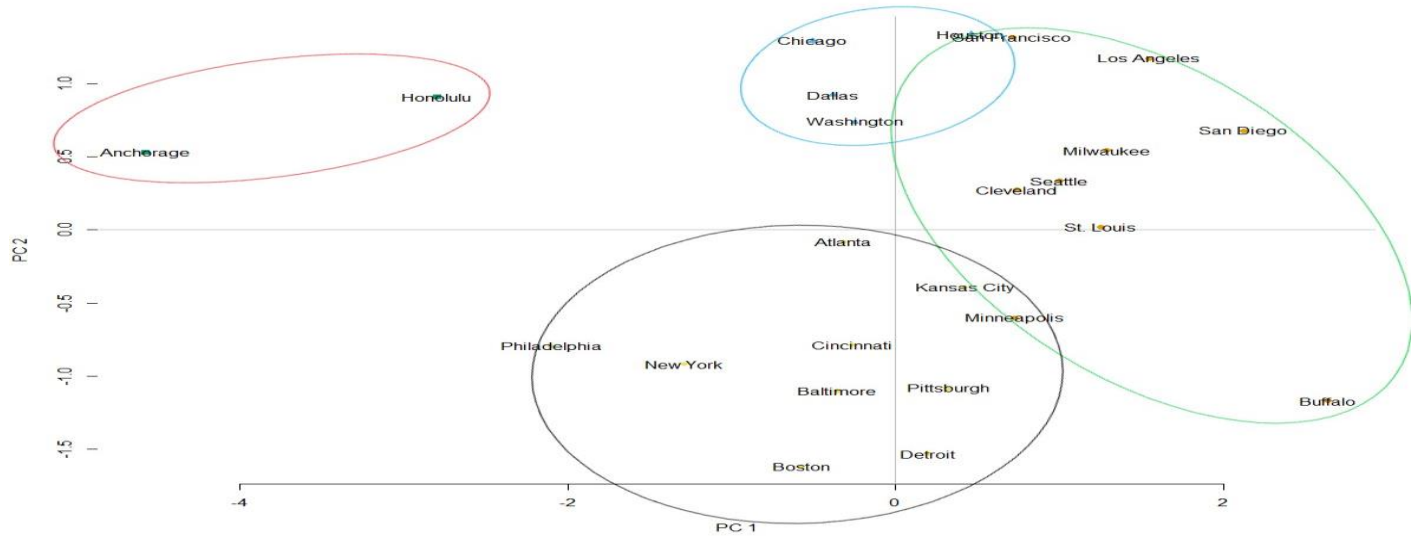 Chicago
Houston
San Francisco
Los Angeles
1.0
Honolulu
Dallas
Washington
San Diego
0.5
Anchorage
Milwaukee
Seattle
Cleveland
0.0
St. Louis
PC 2
Atlanta
-0.5
Kansas City
Minneapolis
Philadelphia
Cincinnati
New York
-1.0
Baltimore
Pittsburgh
Buffalo
-1.5
Detroit
Boston
-4
-2
0
2
PC 1